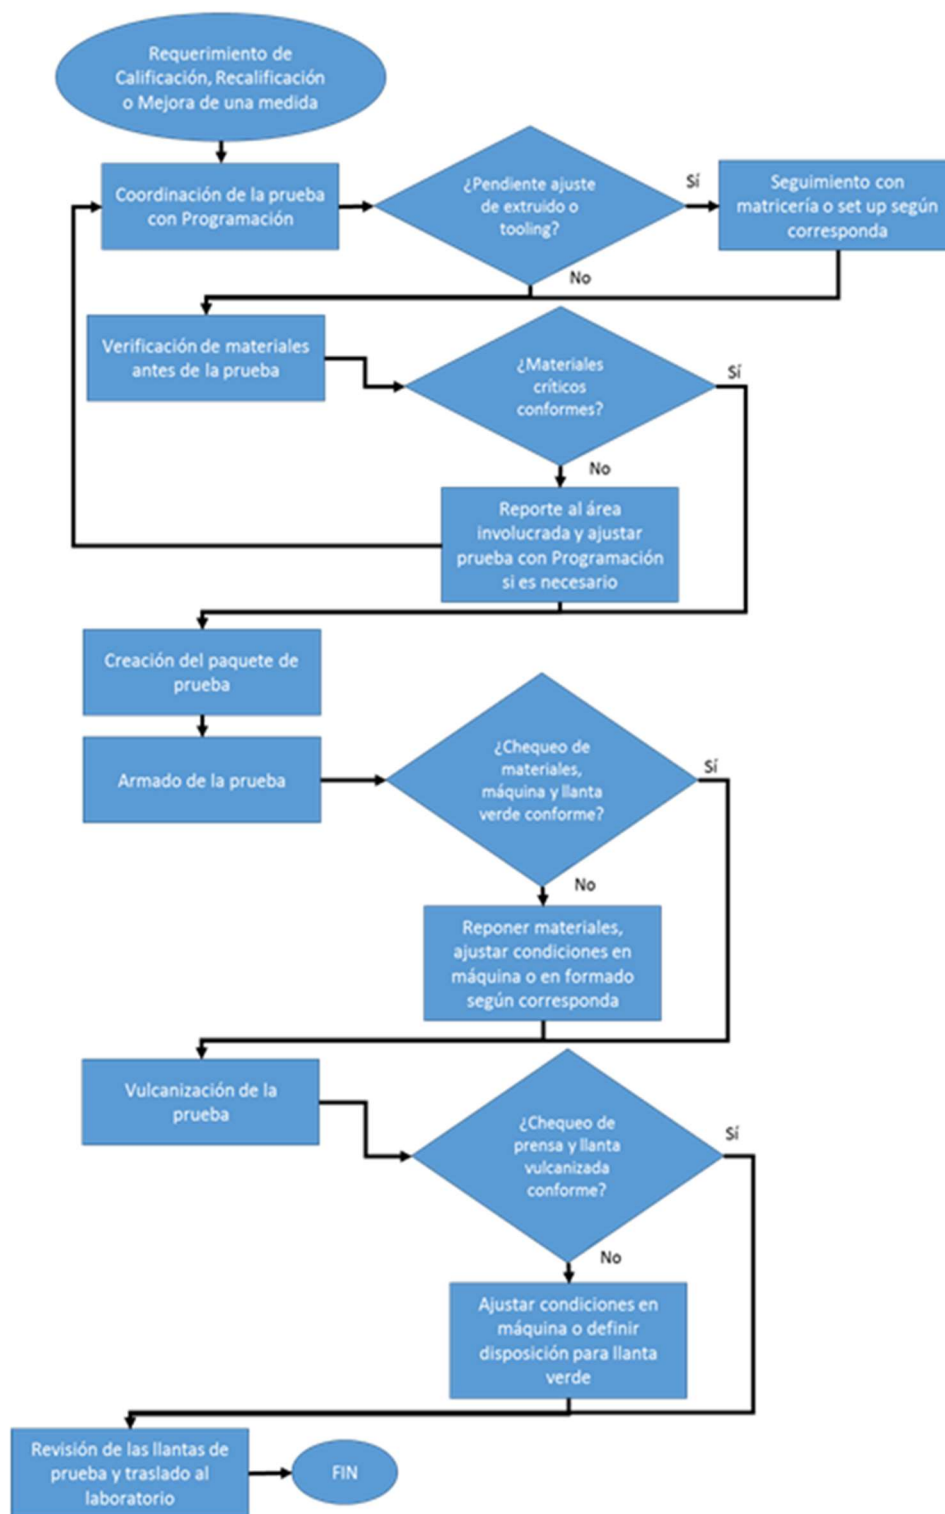 Requerimiento de
Calificación, Recalificación
o Mejora de una medida
Coordinación de la prueba
con Programación
¿Pendiente ajuste
de extruido o
tooling?
Sí
Seguimiento con
matricería o set up según
corresponda
No
Verificación de materiales
antes de la prueba
¿Materiales
críticos
conformes?
Sí
No
Reporte al área
involucrada y ajustar
prueba con Programación
si es necesario
Creación del paquete de
prueba
Armado de la prueba
¿Chequeo de
materiales,
máquina y llanta
verde conforme?
Sí
No
Reponer materiales,
ajustar condiciones en
máquina o en formado
según corresponda
Vulcanización de la
prueba
¿Chequeo de
prensa y llanta
vulcanizada
conforme?
Sí
No
Ajustar condiciones en
máquina o definir
disposición para llanta
verde
Revisión de las llantas de
prueba y traslado al
laboratorio
FIN